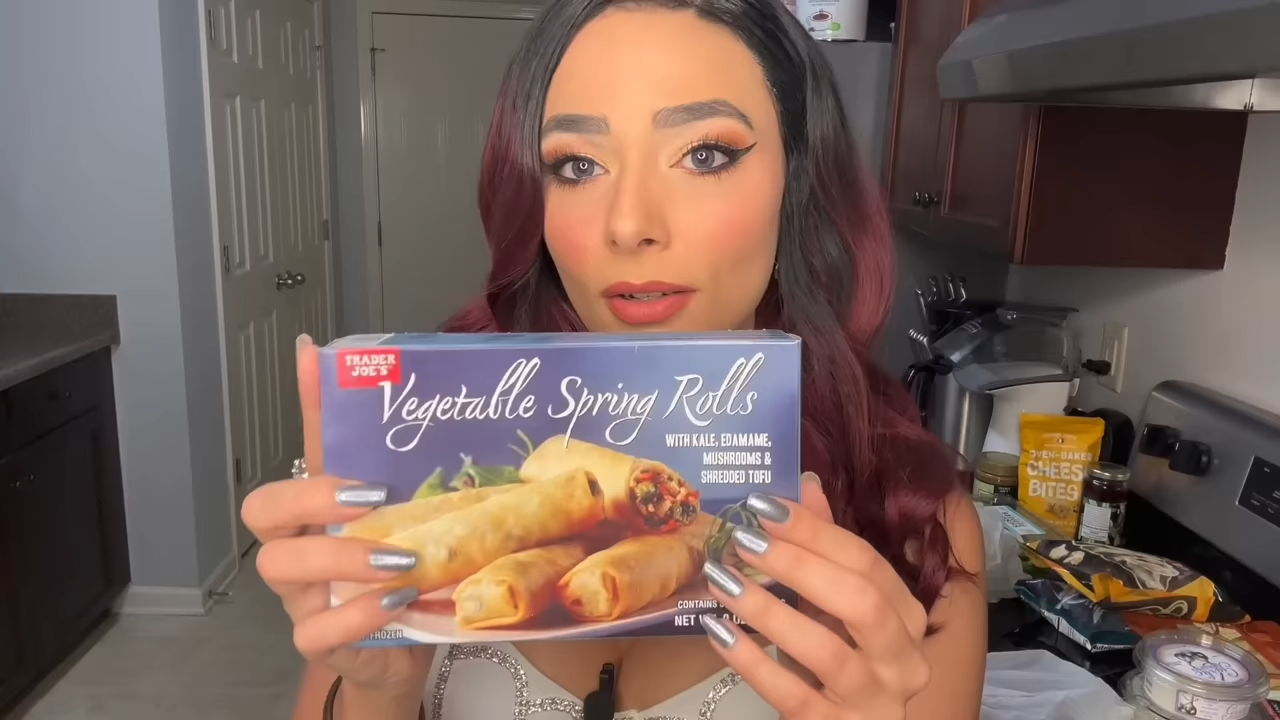 TRADER
JOE'S
Vegetable Spring Rolls
WITH KALE, EDAMAME,
MUSHROOMS &
SHREDDED TOFU
CONTAINS
NET
FROZEN
OVEN-BAKED
CHEESE
BITES